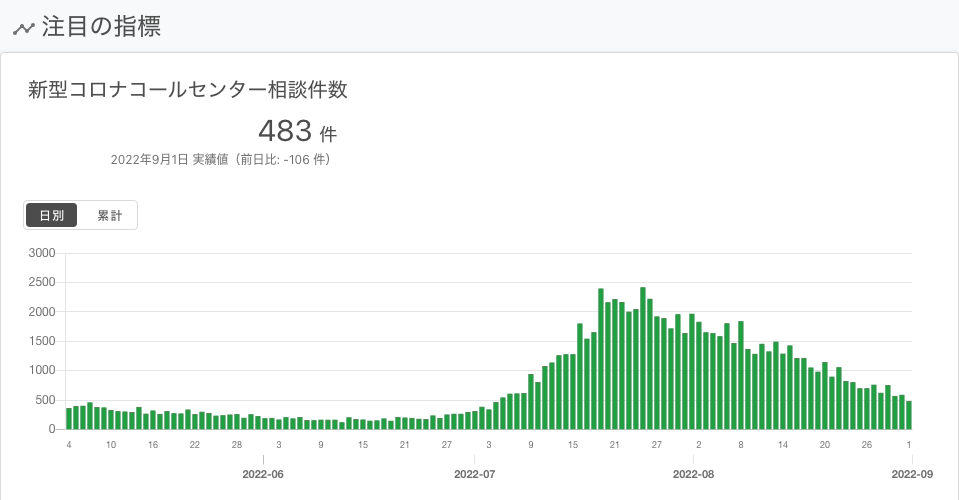 注目の指標
新型コロナコールセンター相談件数
483 件
2022年9月1日 実績値（前日比: -106 件）
日別 累計
3000
2500
2000
1500
1000
500
0
4 10 16 22 28 3 9 15 21 27 3 9 15 21 27 2 8 14 20 26 1
2022-06 2022-07 2022-08 2022-09